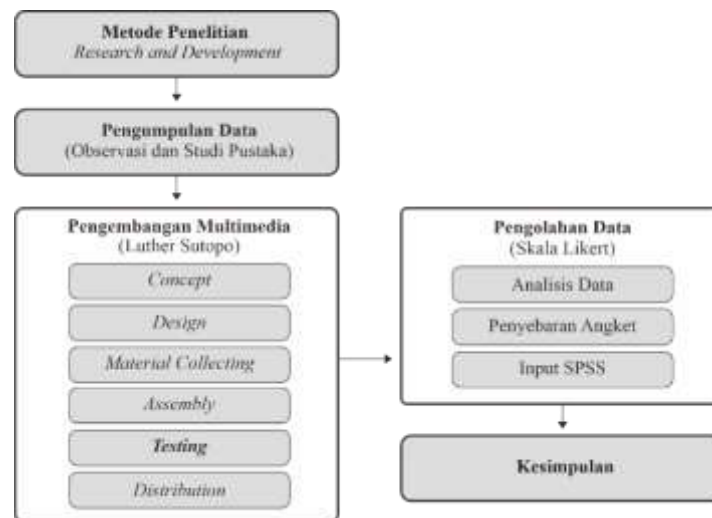 Metode Penelitian
Research and Development
Pengumpulan Data
(Observasi dan Studi Pustaka)
Pengembangan Multimedia
(Luther Sutopo)
Concept
Design
Material Collecting
Assembly
Testing
Distribution
Pengolahan Data
(Skala Likert)
Analisis Data
Penyebaran Angket
Input SPSS
Kesimpulan